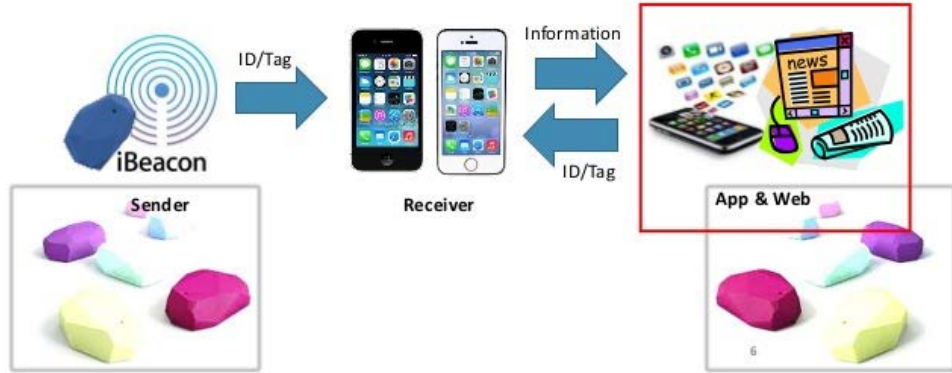 ID/Tag
Information
news
iBeacon
ID/Tag
Sender
Receiver
App & Web
6